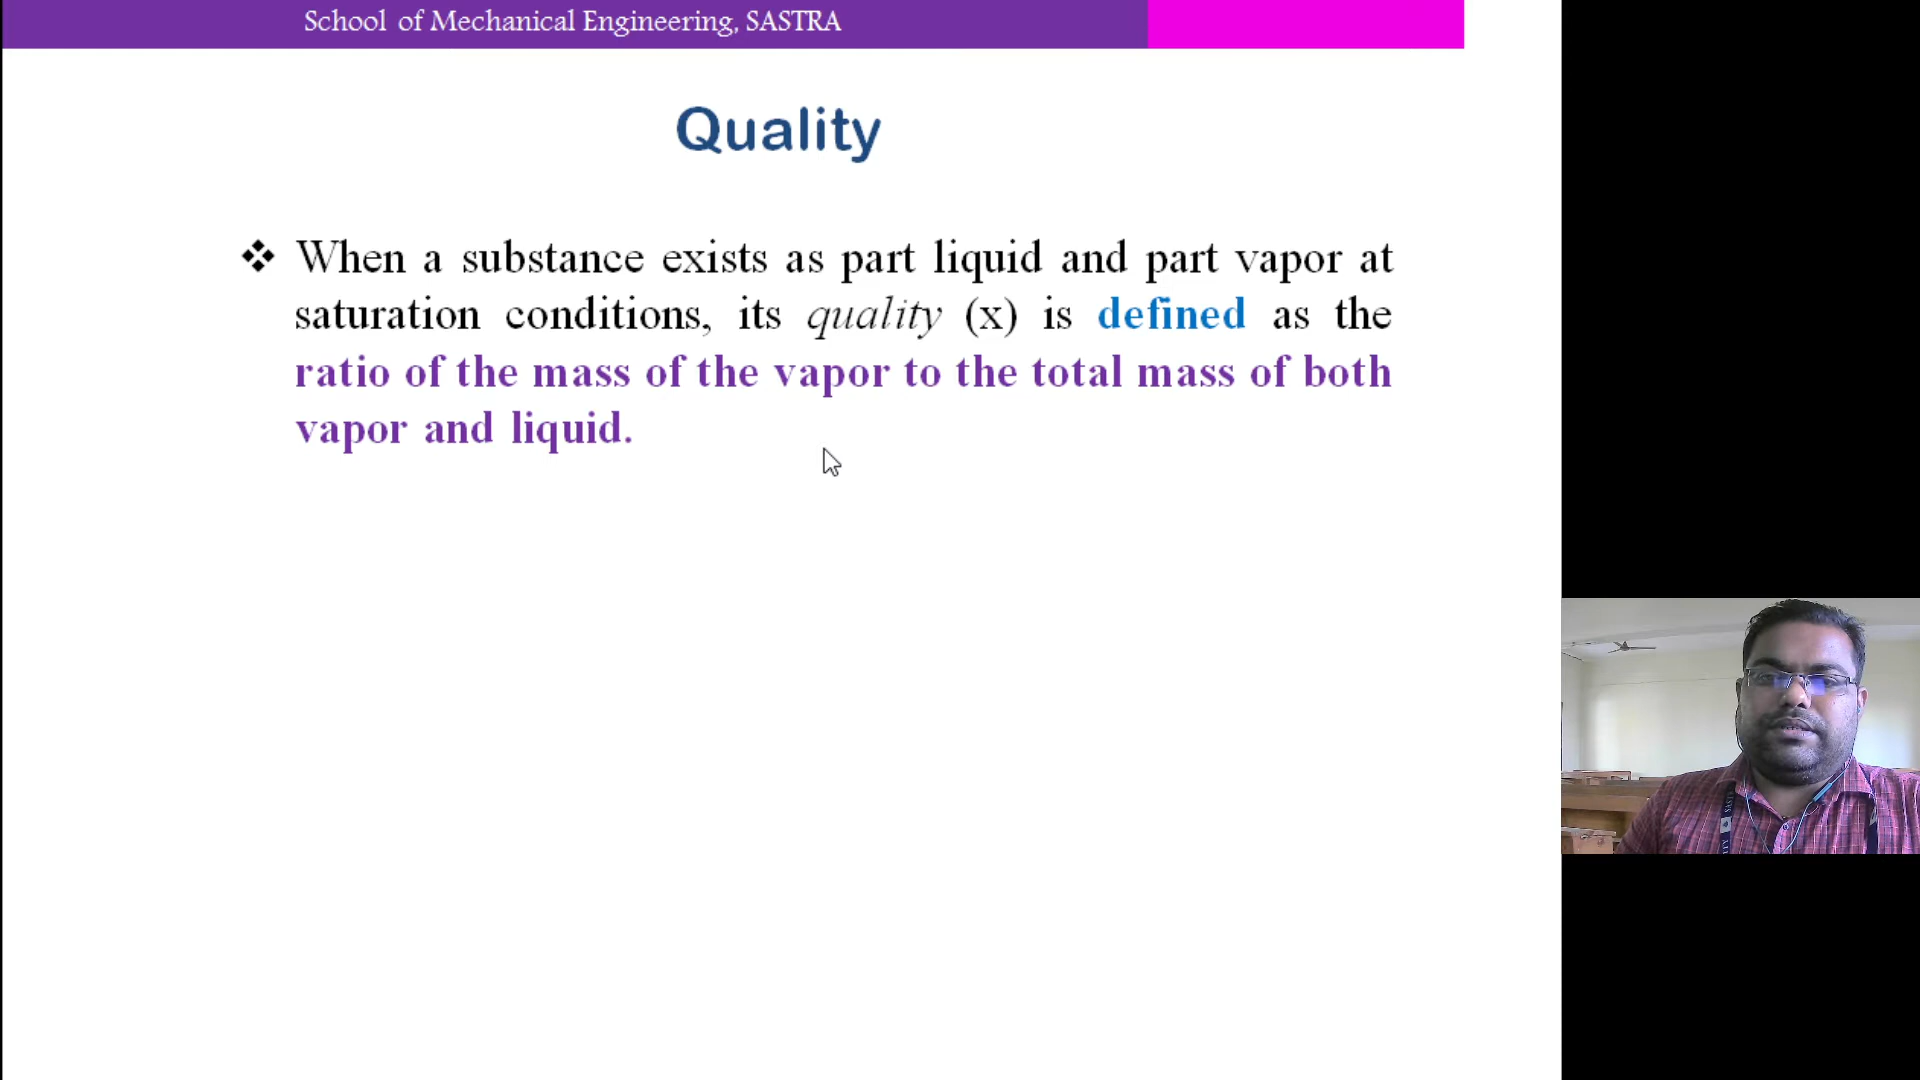 School of Mechanical Engineering, SASTRA
Quality
❖ When a substance exists as part liquid and part vapor at
saturation conditions, its quality (x) is defined as the
ratio of the mass of the vapor to the total mass of both
vapor and liquid.